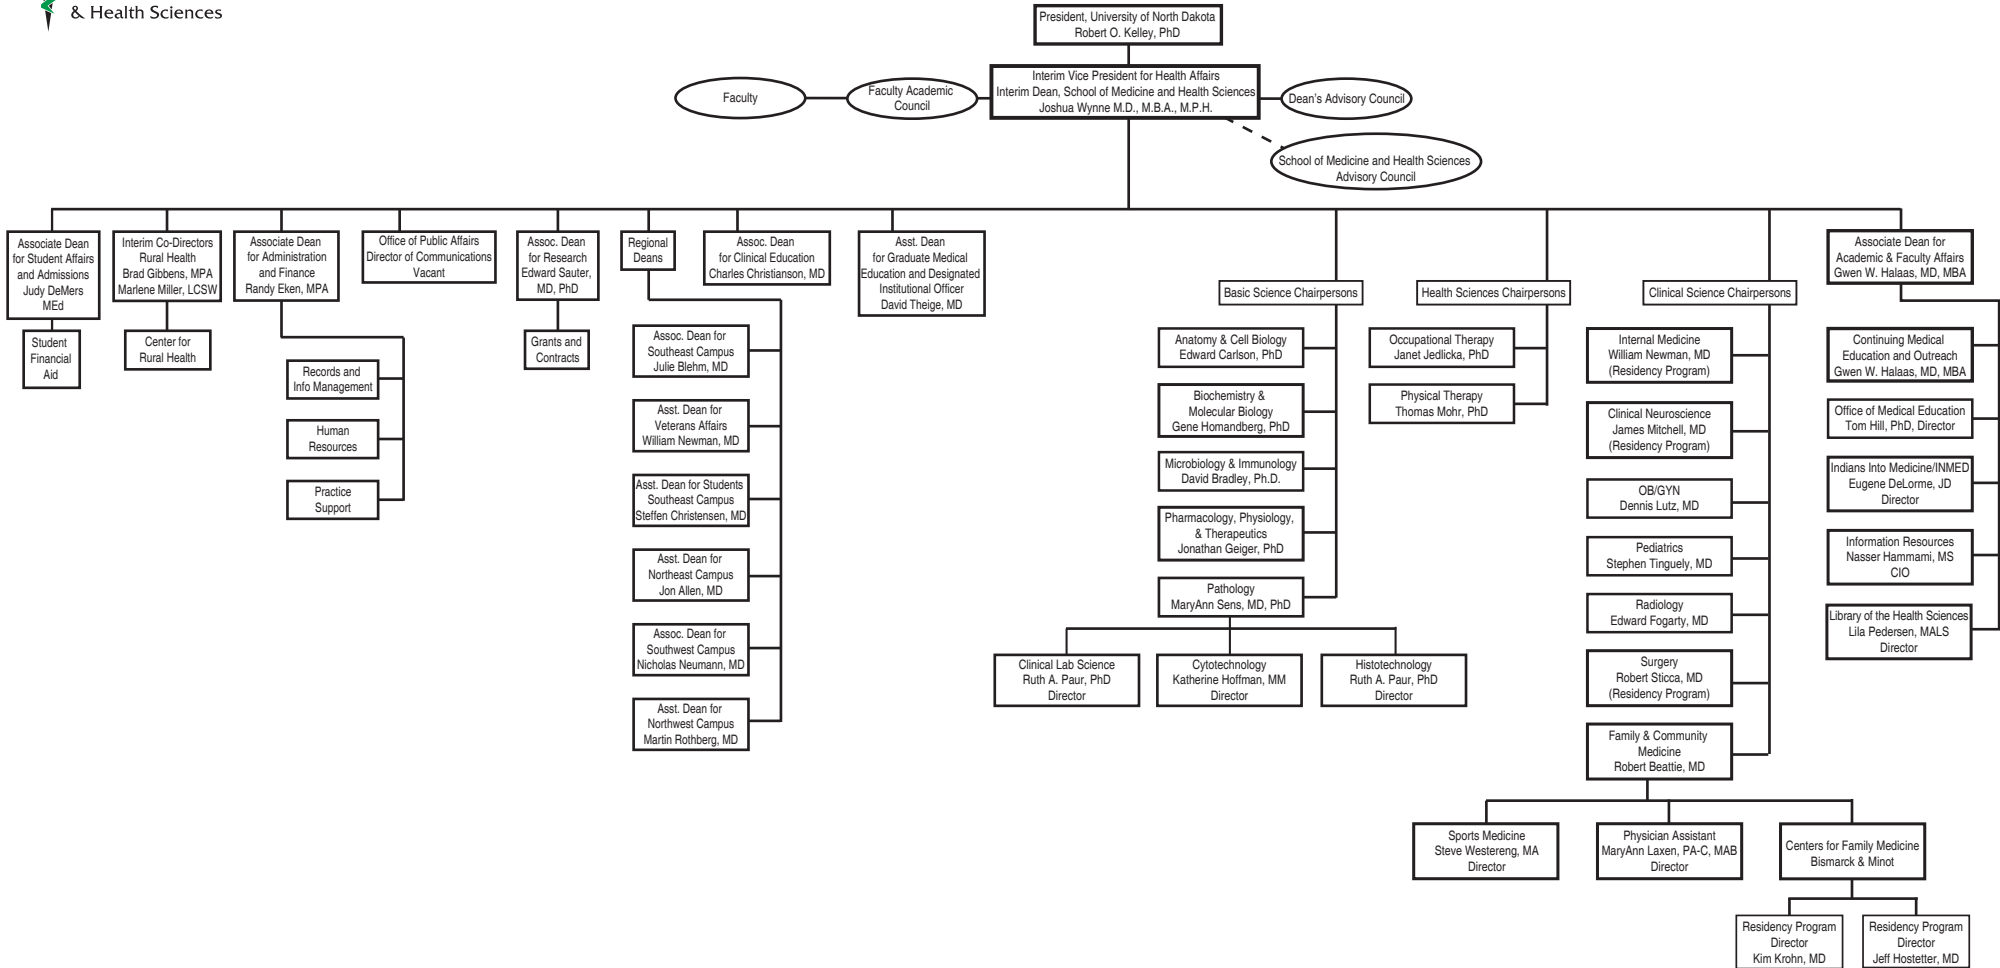 & Health Sciences
President, University of North Dakota
Robert O. Kelley, PhD
Interim Vice President for Health Affairs
Interim Dean, School of Medicine and Health Sciences
Joshua Wynne M.D., M.B.A., M.P.H.
Faculty
Faculty Academic
Council
Dean's Advisory Council
School of Medicine and Health Sciences
Advisory Council
Associate Dean
for Student Affairs
and Admissions
Judy DeMers
MEd
Student
Financial
Aid
Interim Co-Directors
Rural Health
Brad Gibbens, MPA
Marlene Miller, LCSW
Center for
Rural Health
Associate Dean
for Administration
and Finance
Randy Eken, MPA
Records and
Info Management
Human
Resources
Practice
Support
Office of Public Affairs
Director of Communications
Vacant
Assoc. Dean
for Research
Edward Sauter,
MD, PhD
Grants and
Contracts
Regional
Deans
Assoc. Dean for
Southeast Campus
Julie Blehm, MD
Asst. Dean for
Veterans Affairs
William Newman, MD
Asst. Dean for Students
Southeast Campus
Steffen Christensen, MD
Asst. Dean for
Northeast Campus
Jon Allen, MD
Assoc. Dean for
Southwest Campus
Nicholas Neumann, MD
Asst. Dean for
Northwest Campus
Martin Rothberg, MD
Assoc. Dean
for Clinical Education
Charles Christianson, MD
Asst. Dean
for Graduate Medical
Education and Designated
Institutional Officer
David Theige, MD
Basic Science Chairpersons
Anatomy & Cell Biology
Edward Carlson, PhD
Biochemistry &
Molecular Biology
Gene Homandberg, PhD
Microbiology & Immunology
David Bradley, Ph.D.
Pharmacology, Physiology,
& Therapeutics
Jonathan Geiger, PhD
Pathology
MaryAnn Sens, MD, PhD
Clinical Lab Science
Ruth A. Paur, PhD
Director
Cytotechnology
Katherine Hoffman, MM
Director
Histotechnology
Ruth A. Paur, PhD
Director
Health Sciences Chairpersons
Occupational Therapy
Janet Jedlicka, PhD
Physical Therapy
Thomas Mohr, PhD
Clinical Science Chairpersons
Internal Medicine
William Newman, MD
(Residency Program)
Clinical Neuroscience
James Mitchell, MD
(Residency Program)
OB/GYN
Dennis Lutz, MD
Pediatrics
Stephen Tinguely, MD
Radiology
Edward Fogarty, MD
Surgery
Robert Sticca, MD
(Residency Program)
Family & Community
Medicine
Robert Beattie, MD
Sports Medicine
Steve Westereng, MA
Director
Physician Assistant
MaryAnn Laxen, PA-C, MAB
Director
Centers for Family Medicine
Bismarck & Minot
Residency Program
Director
Kim Krohn, MD
Residency Program
Director
Jeff Hostetter, MD
Associate Dean for
Academic & Faculty Affairs
Gwen W. Halaas, MD, MBA
Continuing Medical
Education and Outreach
Gwen W. Halaas, MD, MBA
Office of Medical Education
Tom Hill, PhD, Director
Indians Into Medicine/INMED
Eugene DeLorme, JD
Director
Information Resources
Nasser Hammami, MS
CIO
Library of the Health Sciences
Lila Pedersen, MALS
Director